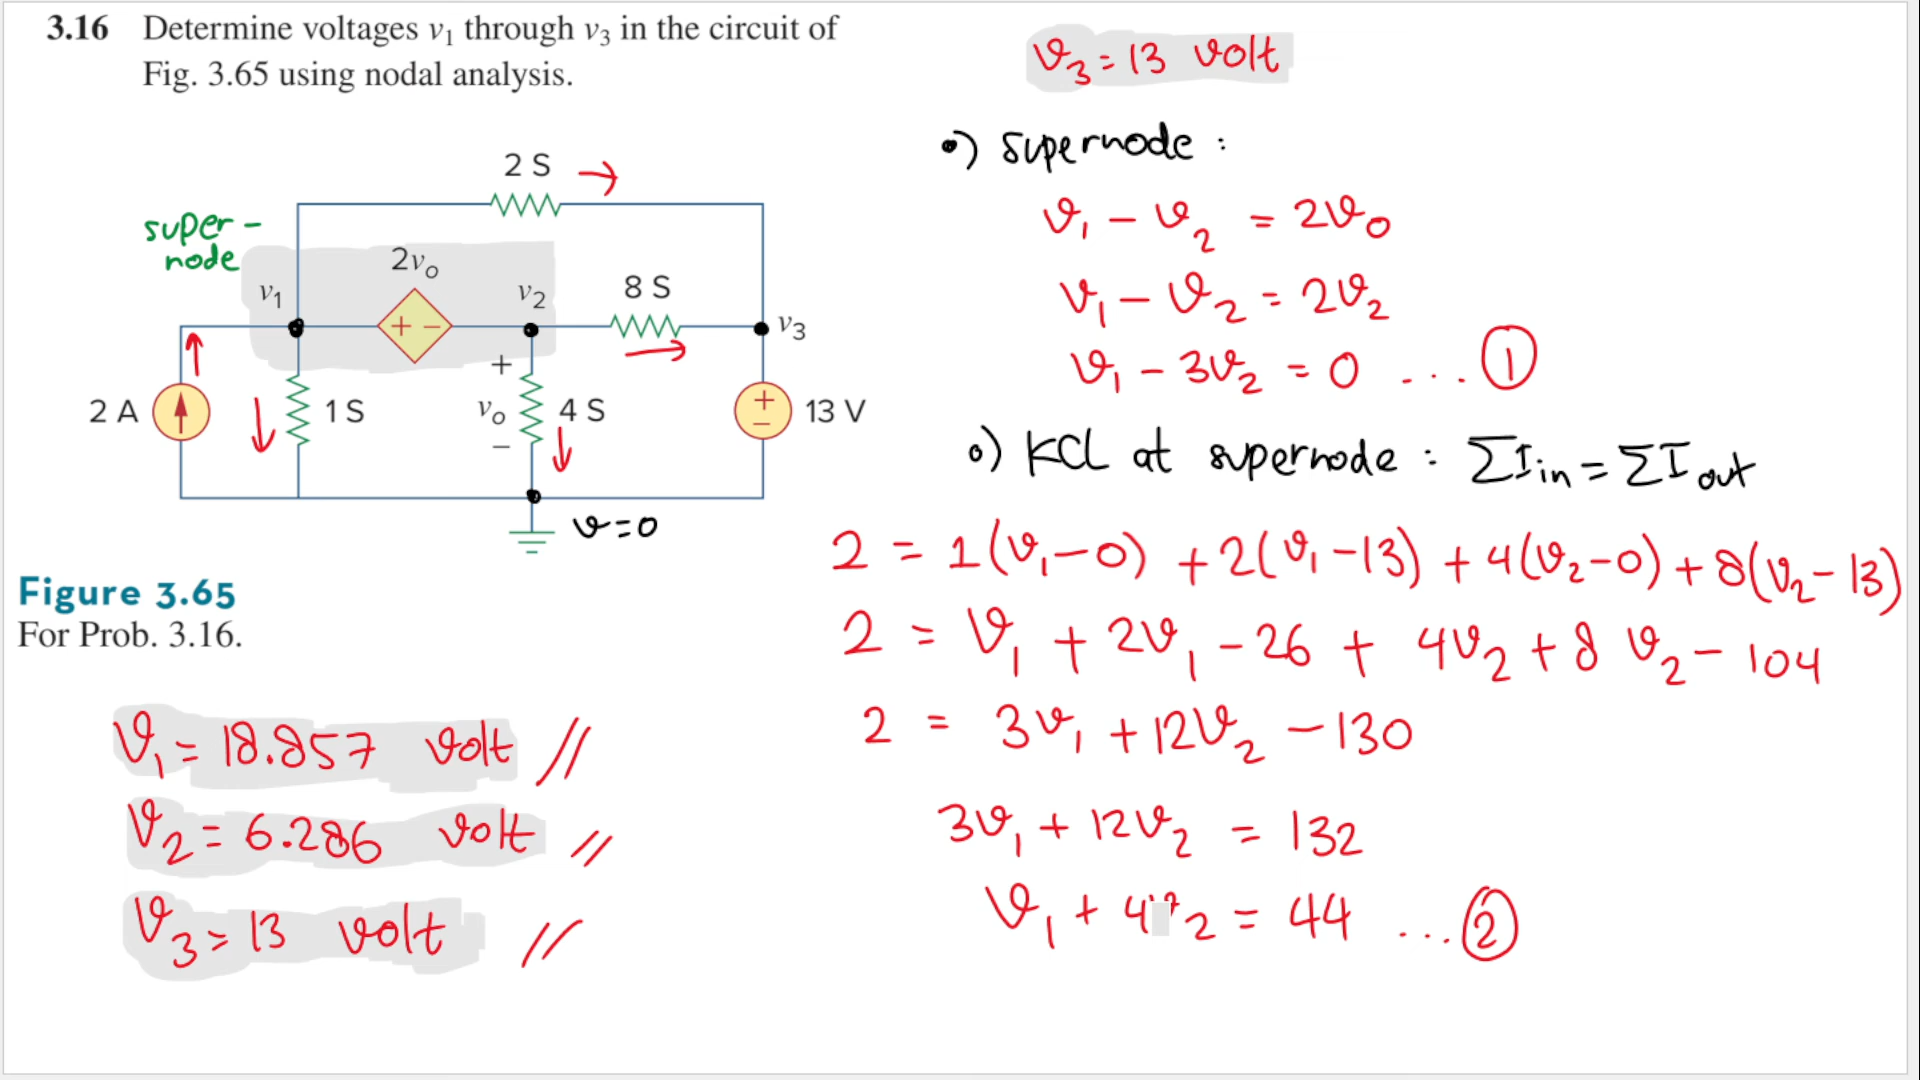 3.16 Determine voltages v₁ through v₃ in the circuit of
Fig. 3.65 using nodal analysis.
2 S
super-
node
2vₒ
v₁
v₂
8 S
v₃
+ −
+
2 A
1 S
vₒ
4 S
+
−
13 V
−
v=0
Figure 3.65
For Prob. 3.16.
v₁ = 18.857 volt //
v₂ = 6.286 volt //
v₃ = 13 volt //
v₃ = 13 volt
•) supernode :
v₁ − v₂ = 2v₀
v₁ − v₂ = 2v₂
v₁ − 3v₂ = 0 ... ①
•) KCL at supernode : ΣIin = ΣIout
2 = 1(v₁−0) + 2(v₁−13) + 4(v₂−0) + 8(v₂−13)
2 = v₁ + 2v₁ − 26 + 4v₂ + 8 v₂ − 104
2 = 3v₁ + 12v₂ − 130
3v₁ + 12v₂ = 132
v₁ + 4v₂ = 44 ... ②